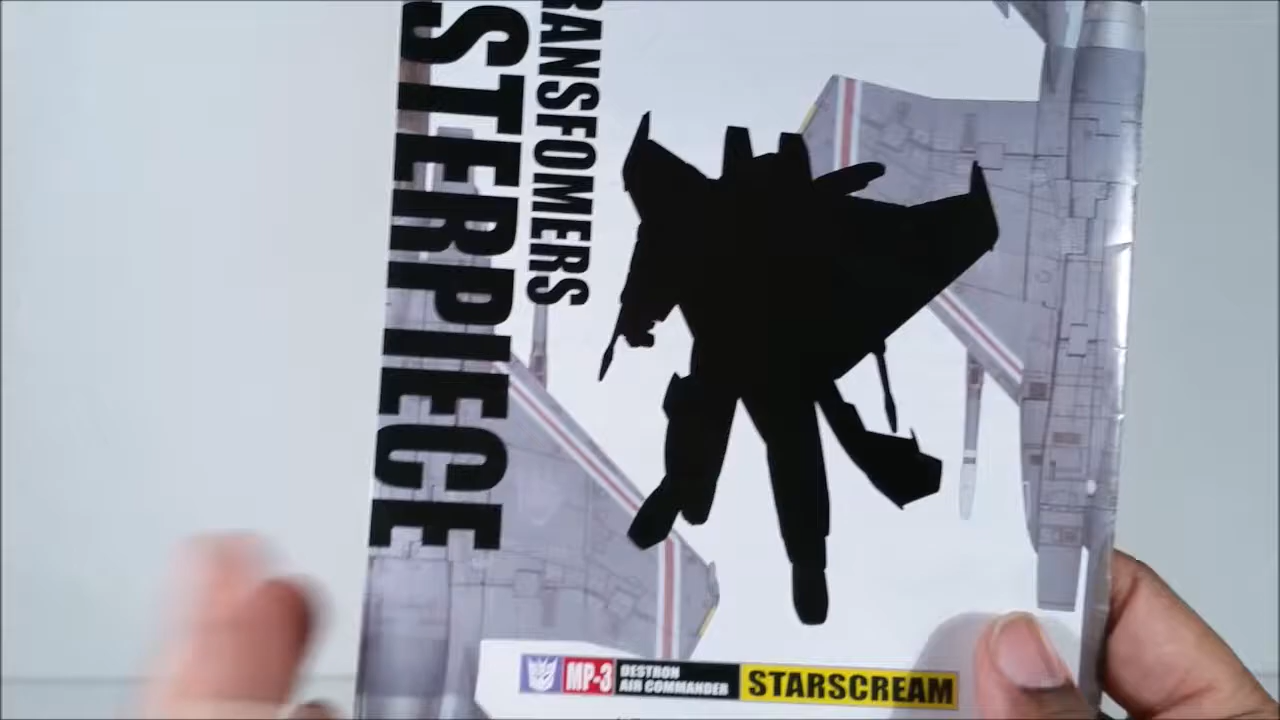 RANSFOMERS
STERPIECE
MP-3
DESTRON
AIR COMMANDER
STARSCREAM